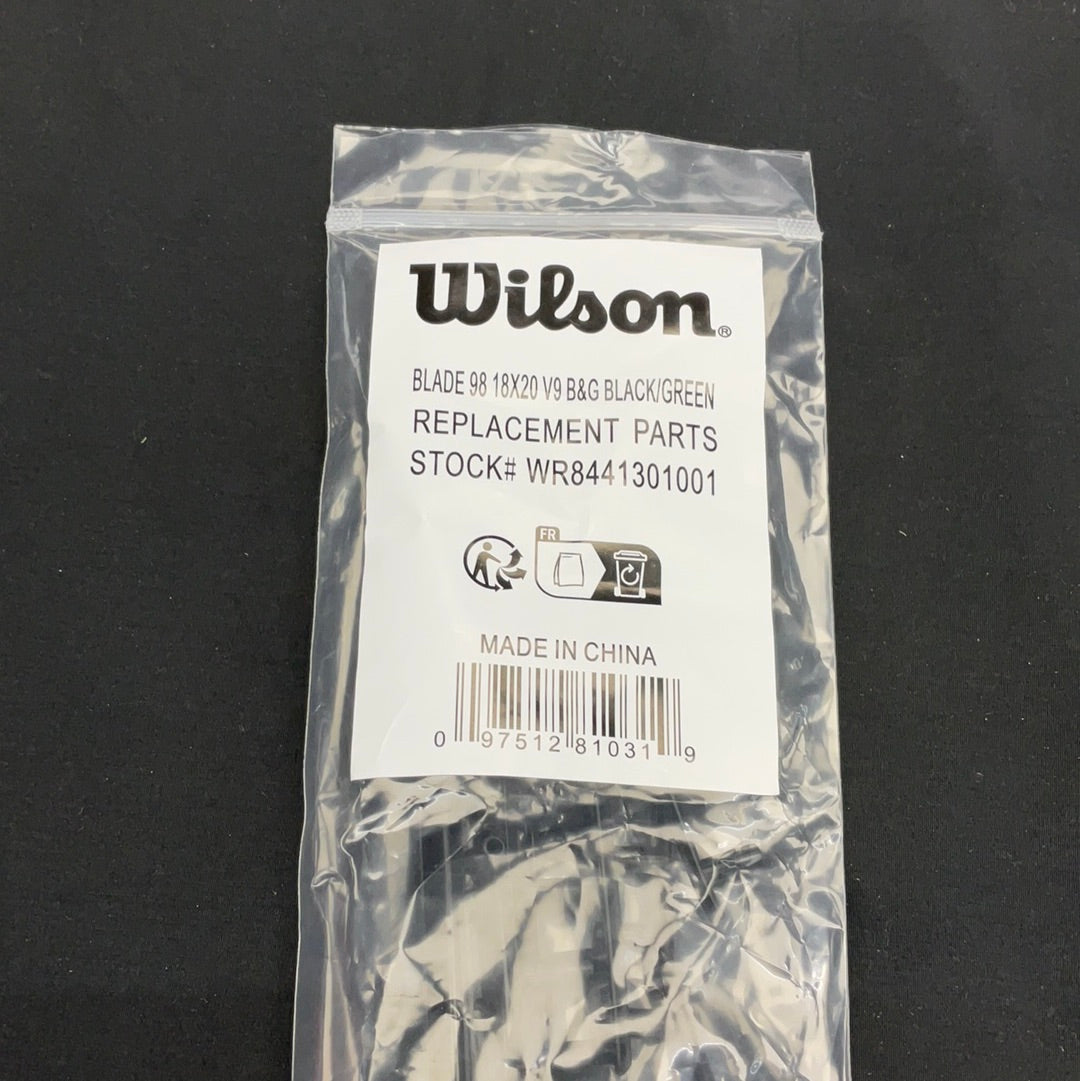 Wilson®
BLADE 98 18X20 V9 B&G BLACK/GREEN
REPLACEMENT PARTS
STOCK# WR8441301001
FR
MADE IN CHINA
0 97512 81031 9